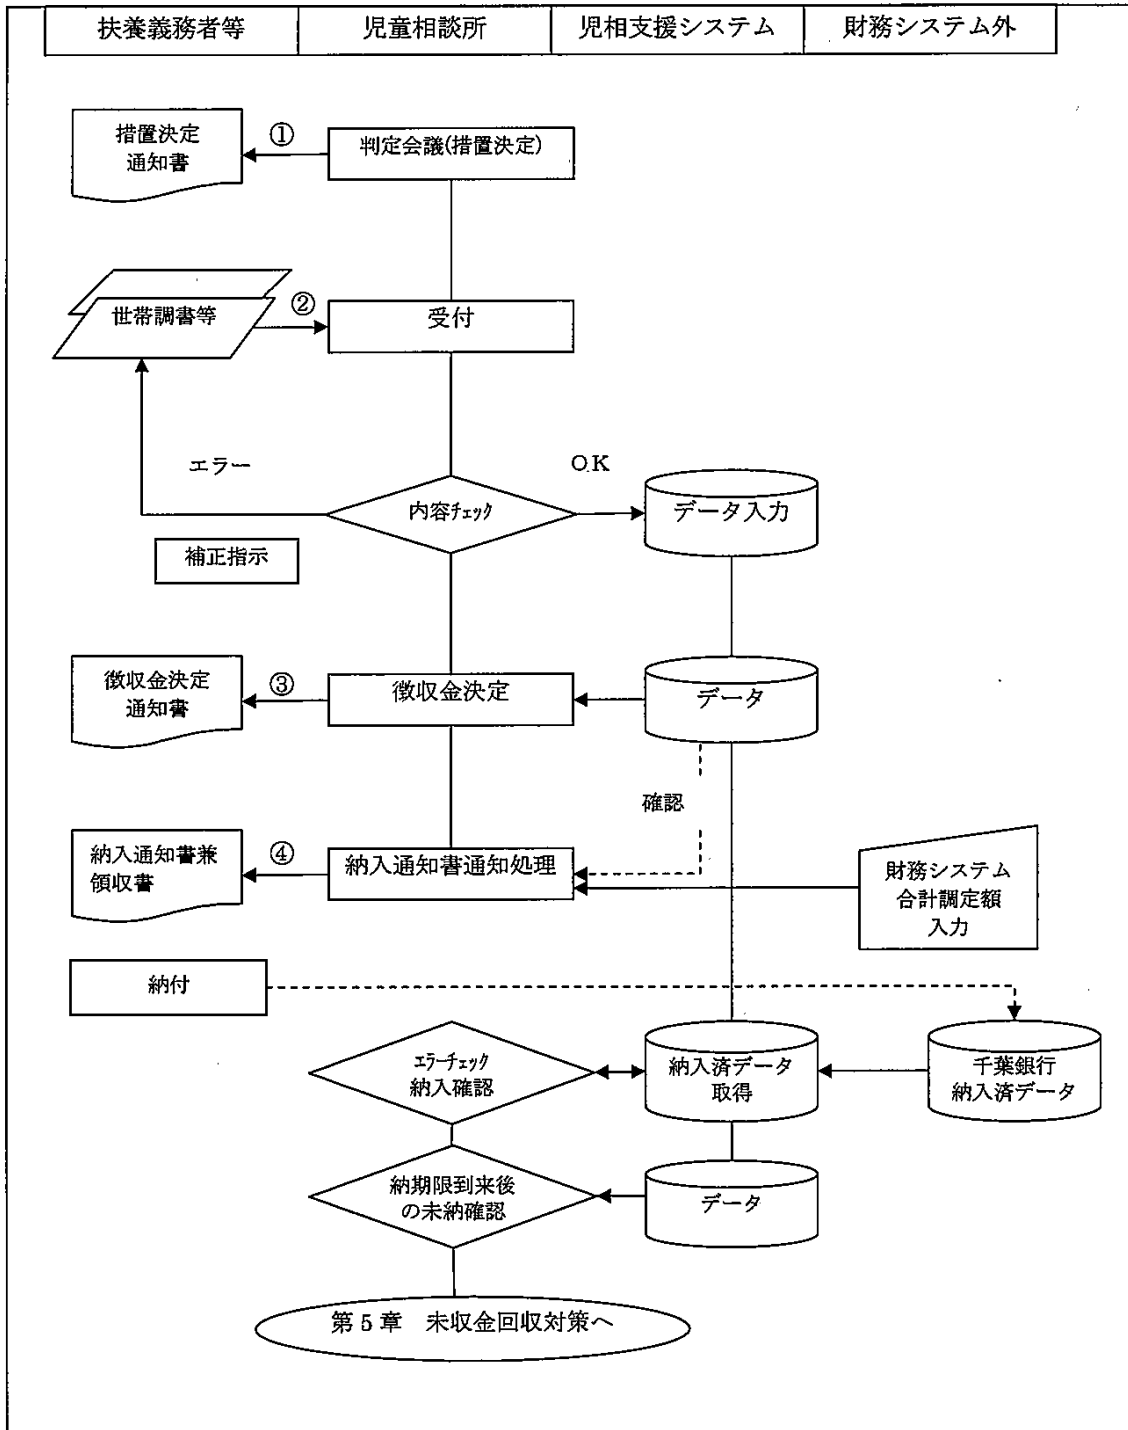 扶養義務者等
児童相談所
児相支援システム
財務システム外
措置決定
通知書
①
判定会議(措置決定)
世帯調書等
②
受付
エラー
OK
内容チェック
データ入力
補正指示
徴収金決定
通知書
③
徴収金決定
データ
確認
納入通知書兼
領収書
④
納入通知書通知処理
財務システム
合計調定額
入力
納付
エラーチェック
納入確認
納入済データ
取得
千葉銀行
納入済データ
納期限到来後
の未納確認
データ
第5章 未収金回収対策へ